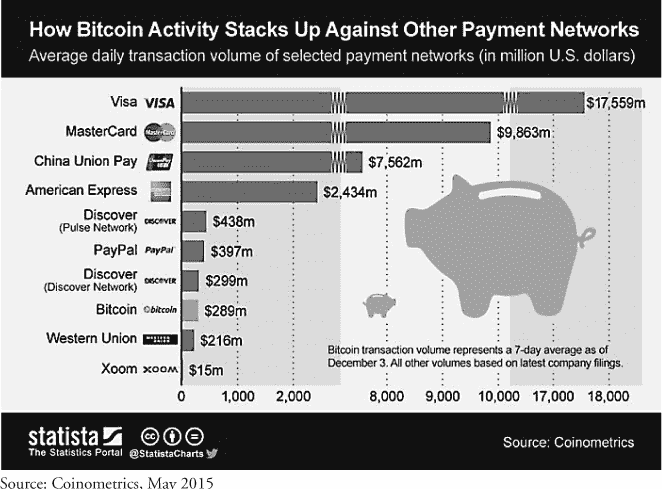 How Bitcoin Activity Stacks Up Against Other Payment Networks
Average daily transaction volume of selected payment networks (in million U.S. dollars)
Visa VISA $17,559m
MasterCard MasterCard $9,863m
China Union Pay UnionPay $7,562m
American Express $2,434m
Discover
(Pulse Network) DISCOVER $438m
PayPal PayPal $397m
Discover
(Discover Network) DISCOVER $299m
Bitcoin bitcoin $289m
Western Union WESTERN UNION $216m
Xoom XOOM $15m
Bitcoin transaction volume represents a 7-day average as of
December 3. All other volumes based on latest company filings.
0 1,000 2,000 8,000 9,000 10,000 17,000 18,000
statista
The Statistics Portal
@StatistaCharts
Source: Coinometrics
Source: Coinometrics, May 2015